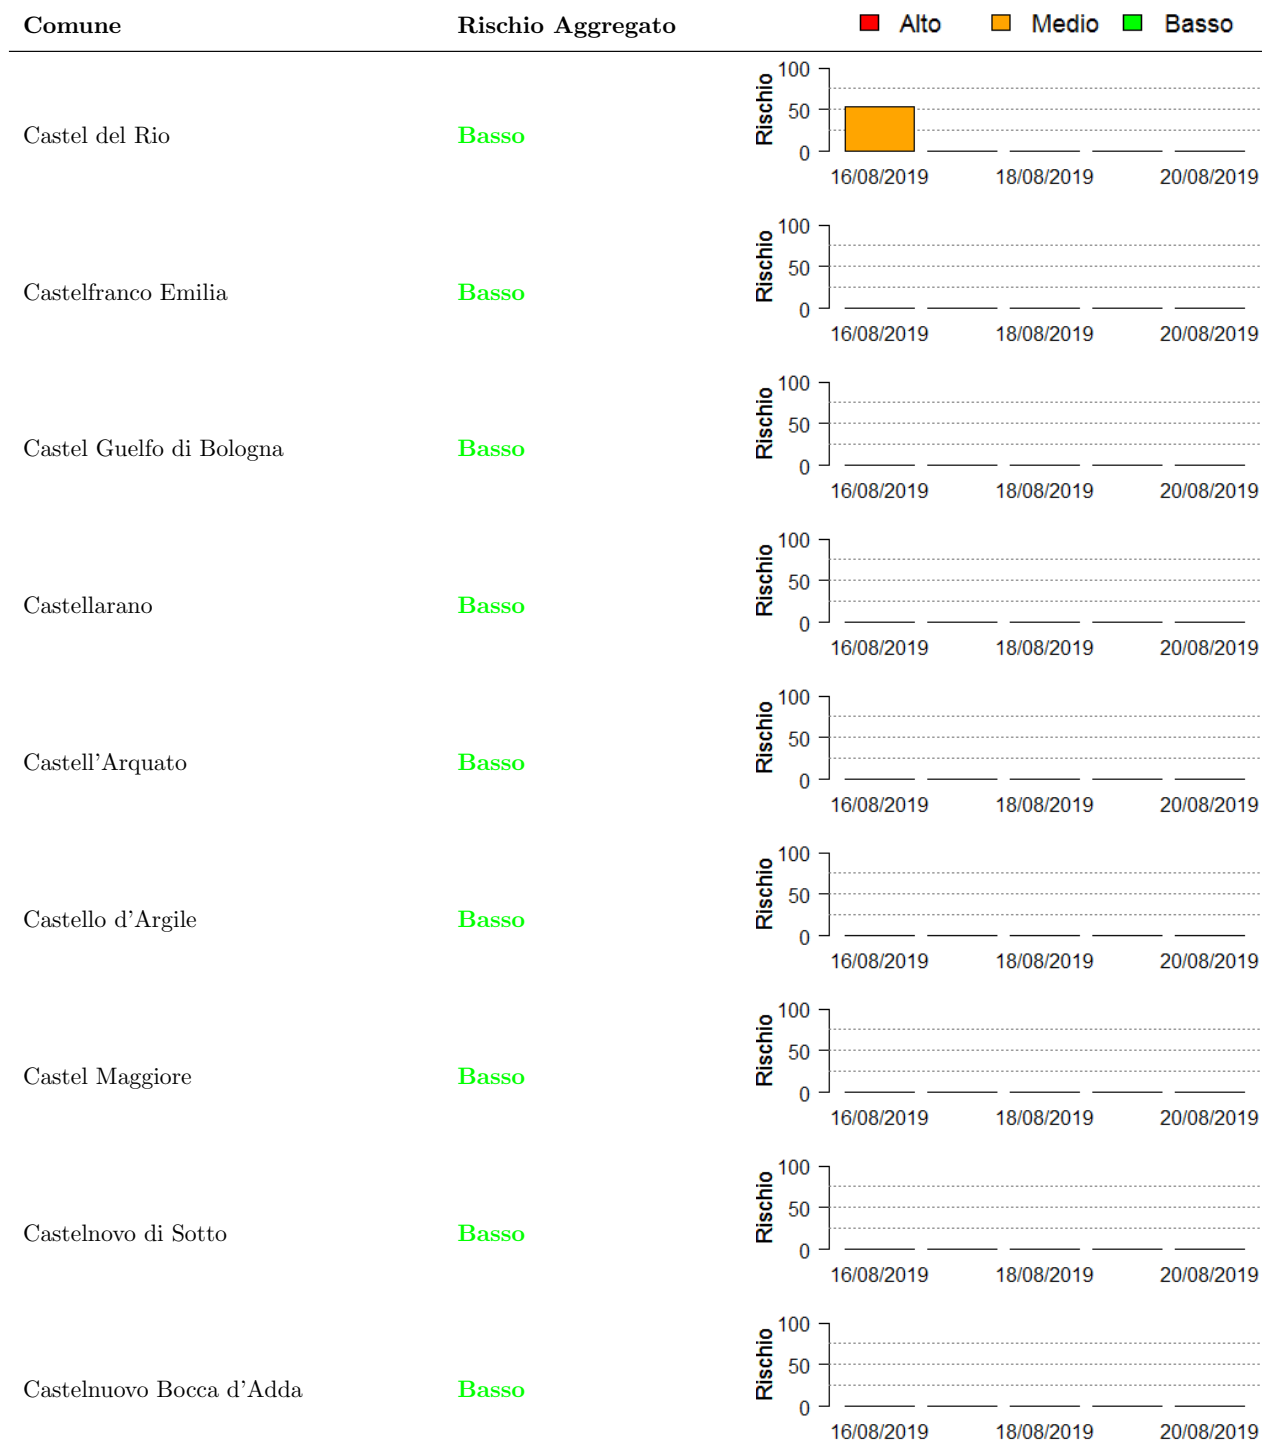 Comune Rischio Aggregato Alto Medio Basso
100
50
0
Rischio
Castel del Rio Basso
16/08/2019 18/08/2019 20/08/2019
100
50
0
Rischio
Castelfranco Emilia Basso
16/08/2019 18/08/2019 20/08/2019
100
50
0
Rischio
Castel Guelfo di Bologna Basso
16/08/2019 18/08/2019 20/08/2019
100
50
0
Rischio
Castellarano Basso
16/08/2019 18/08/2019 20/08/2019
100
50
0
Rischio
Castell'Arquato Basso
16/08/2019 18/08/2019 20/08/2019
100
50
0
Rischio
Castello d'Argile Basso
16/08/2019 18/08/2019 20/08/2019
100
50
0
Rischio
Castel Maggiore Basso
16/08/2019 18/08/2019 20/08/2019
100
50
0
Rischio
Castelnovo di Sotto Basso
16/08/2019 18/08/2019 20/08/2019
100
50
0
Rischio
Castelnuovo Bocca d'Adda Basso
16/08/2019 18/08/2019 20/08/2019